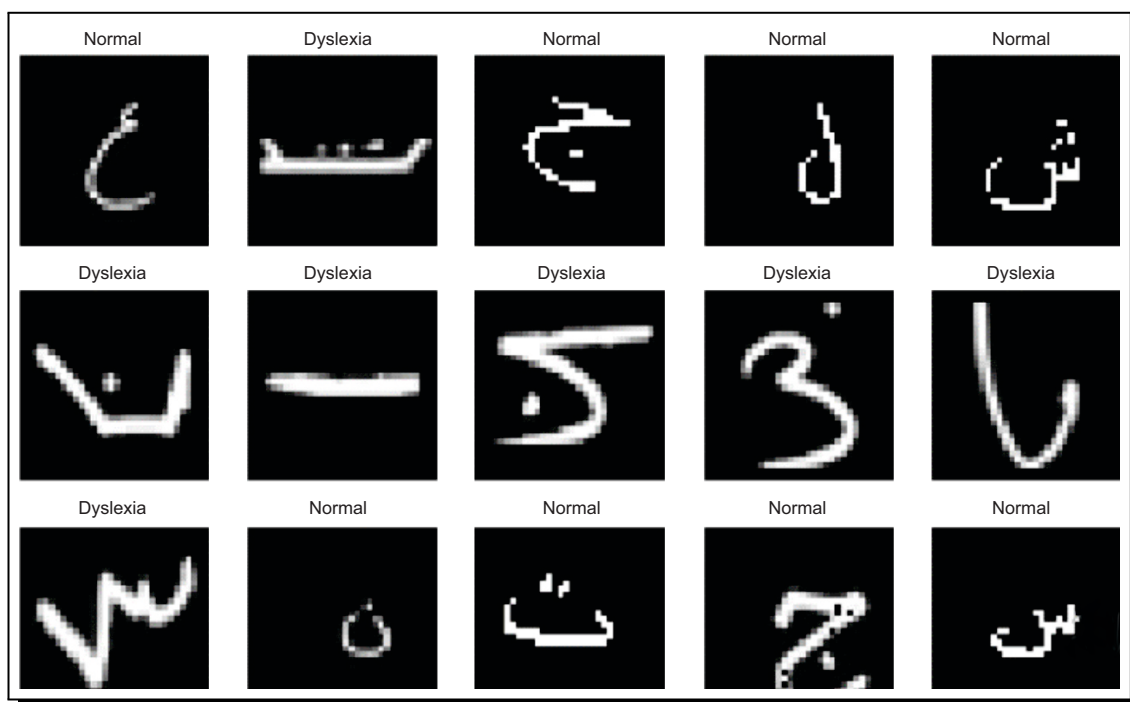 Normal Dyslexia Normal Normal Normal
ث ج ه ش
Dyslexia Dyslexia Dyslexia Dyslexia Dyslexia
Dyslexia Normal Normal Normal Normal
س ت س